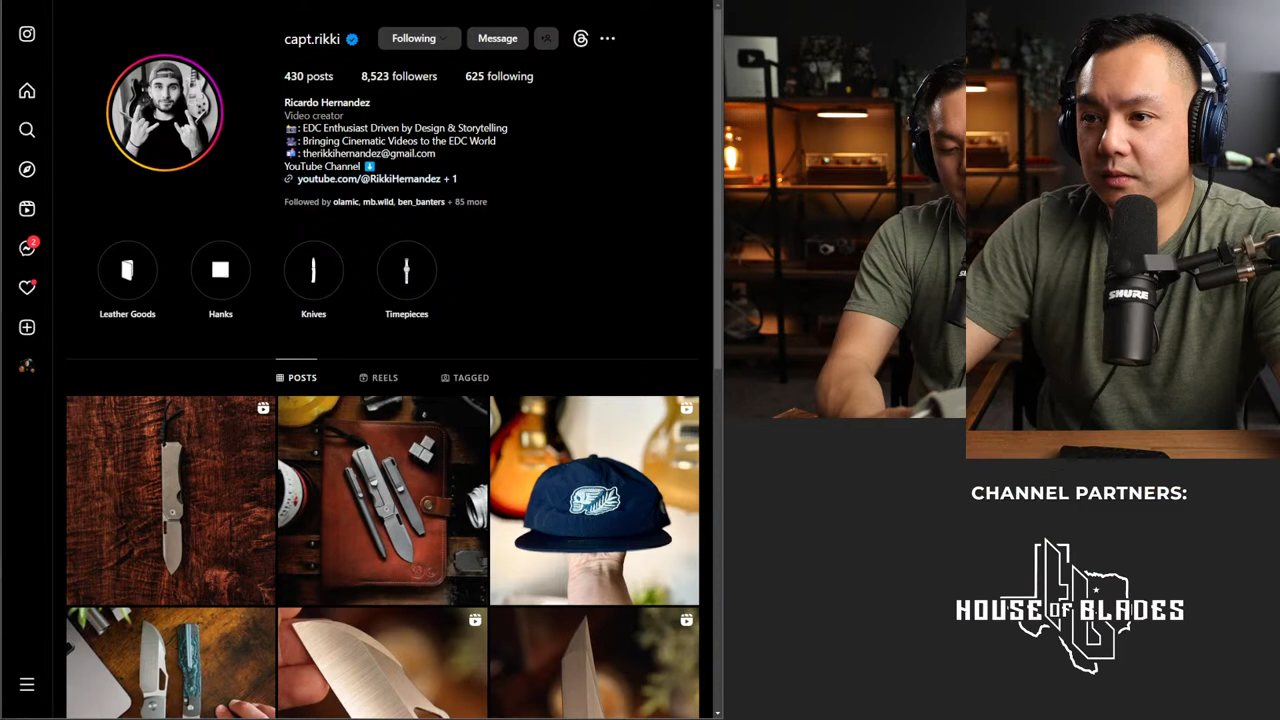 capt.rikki
Following
Message
430 posts
8,523 followers
625 following
Ricardo Hernandez
Video creator
📸: EDC Enthusiast Driven by Design & Storytelling
🎥: Bringing Cinematic Videos to the EDC World
📬: therikkihernandez@gmail.com
YouTube Channel ⬇️
youtube.com/@RikkiHernandez + 1
Followed by olamic, mb.wild, ben_banters + 85 more
2
Leather Goods
Hanks
Knives
Timepieces
POSTS
REELS
TAGGED
SHURE
CHANNEL PARTNERS:
HOUSE of BLADES